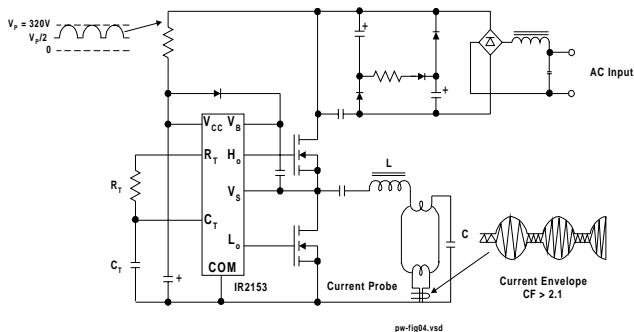 V_P = 320V
V_P/2
0
AC Input
V_CC V_B
R_T H_o
V_S
C_T
L_o
COM
IR2153
R_T
C_T
L
C
Current Probe
Current Envelope
CF > 2.1
pw-fig04.vsd
+
+
+
+